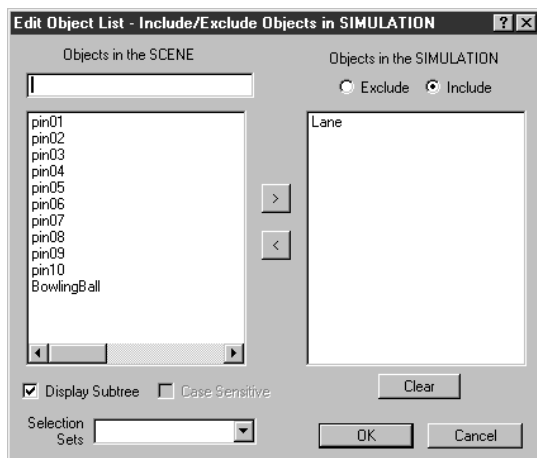 Edit Object List - Include/Exclude Objects in SIMULATION
Objects in the SCENE
pin01
pin02
pin03
pin04
pin05
pin06
pin07
pin08
pin09
pin10
BowlingBall
Display Subtree
Case Sensitive
Selection
Sets
>
<
Objects in the SIMULATION
Exclude
Include
Lane
Clear
OK
Cancel